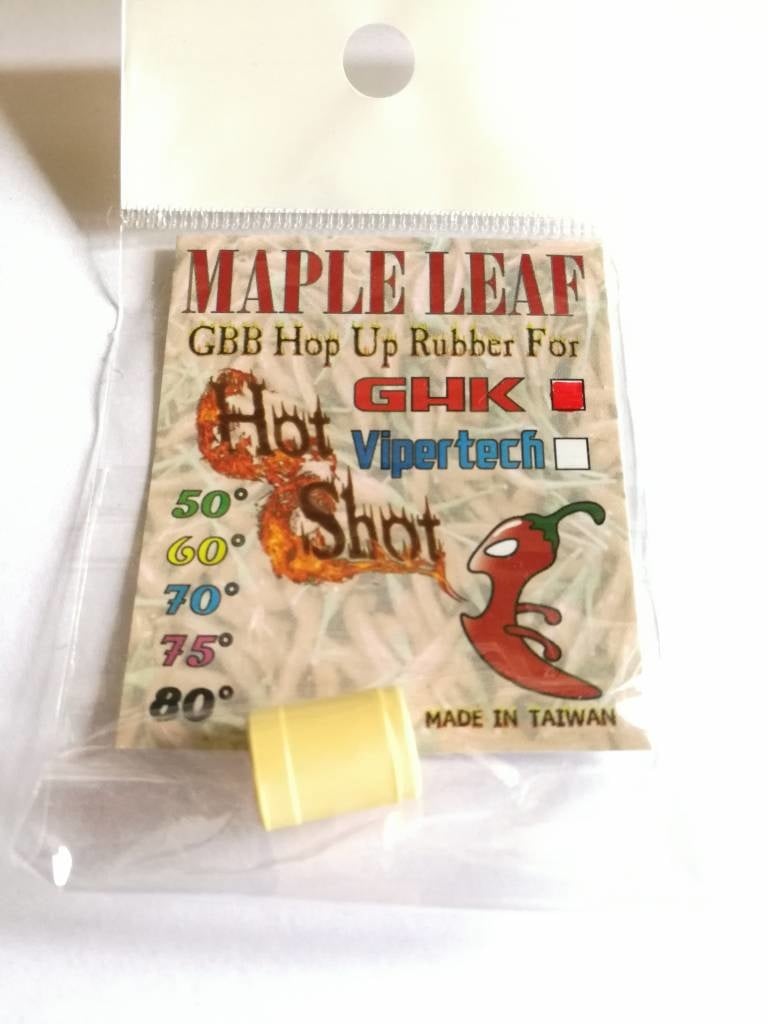 MAPLE LEAF
GBB Hop Up Rubber For
GHK
Vipertech
Hot
Shot
50°
60°
70°
75°
80°
MADE IN TAIWAN